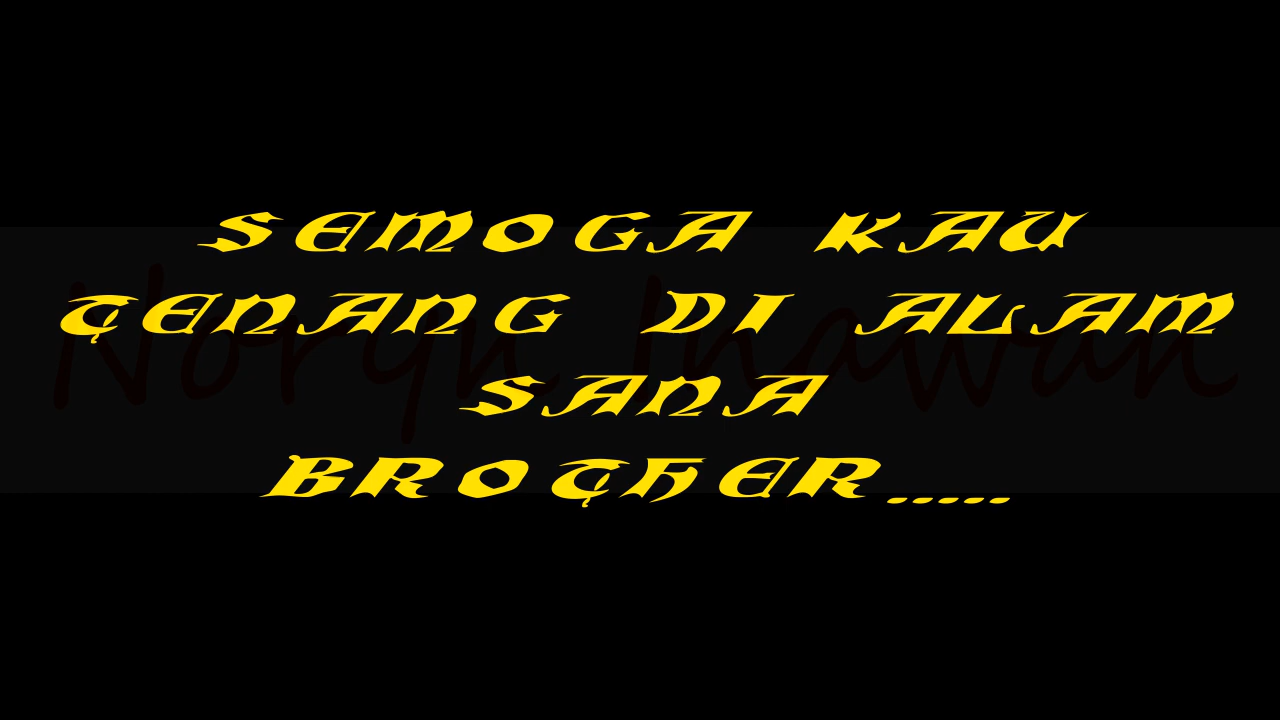 SEMOGA KAU
TENANG DI ALAM
SANA
BROTHER.....